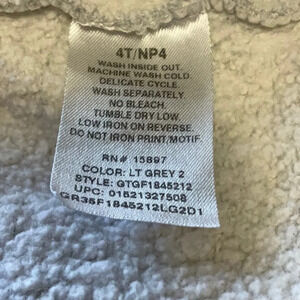 4T/NP4
WASH INSIDE OUT.
MACHINE WASH COLD.
DELICATE CYCLE.
WASH SEPARATELY
NO BLEACH.
TUMBLE DRY LOW.
LOW IRON ON REVERSE.
DO NOT IRON PRINT/MOTIF.
RN# 15897
COLOR: LT GREY 2
STYLE: GTGF1845212
UPC: 01521327508
GR35F1845212LG2D1